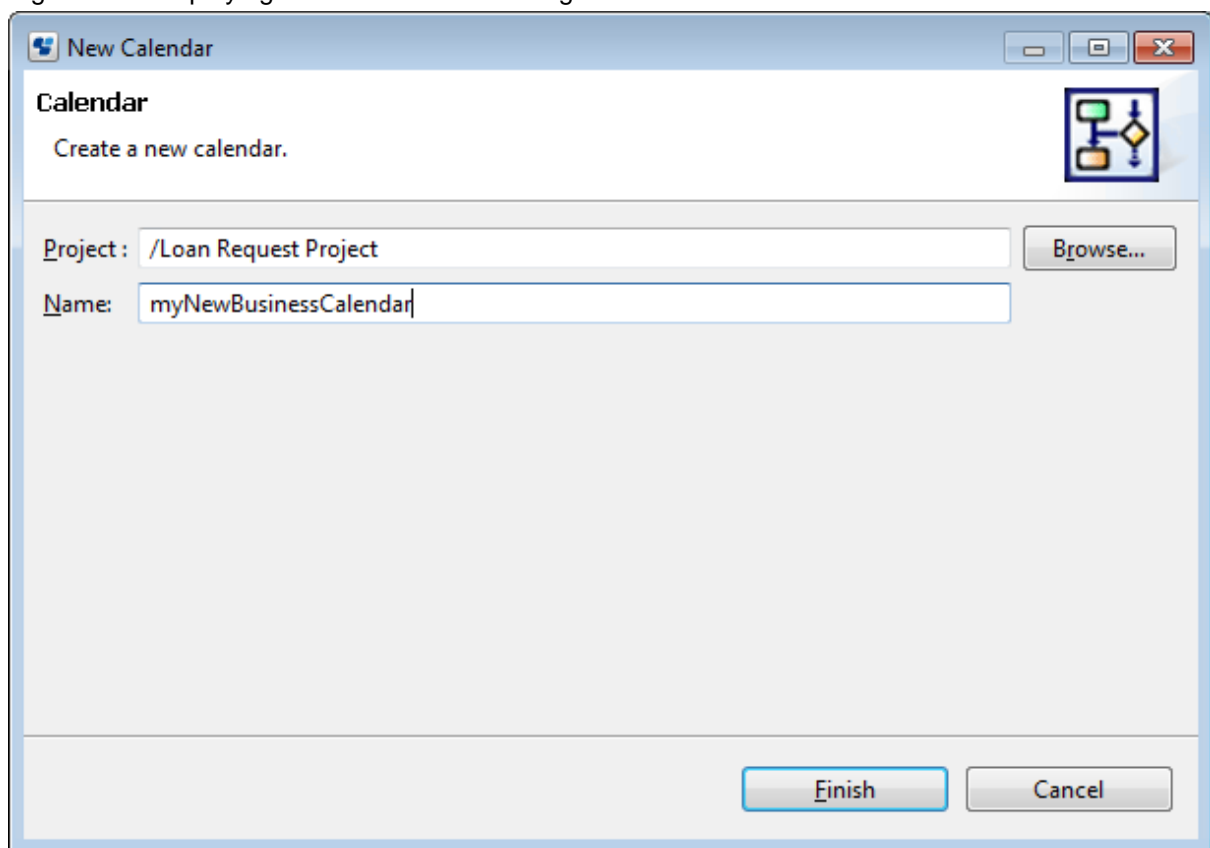 New Calendar
Calendar
Create a new calendar.
Project : /Loan Request Project Browse...
Name: myNewBusinessCalendar
Finish Cancel